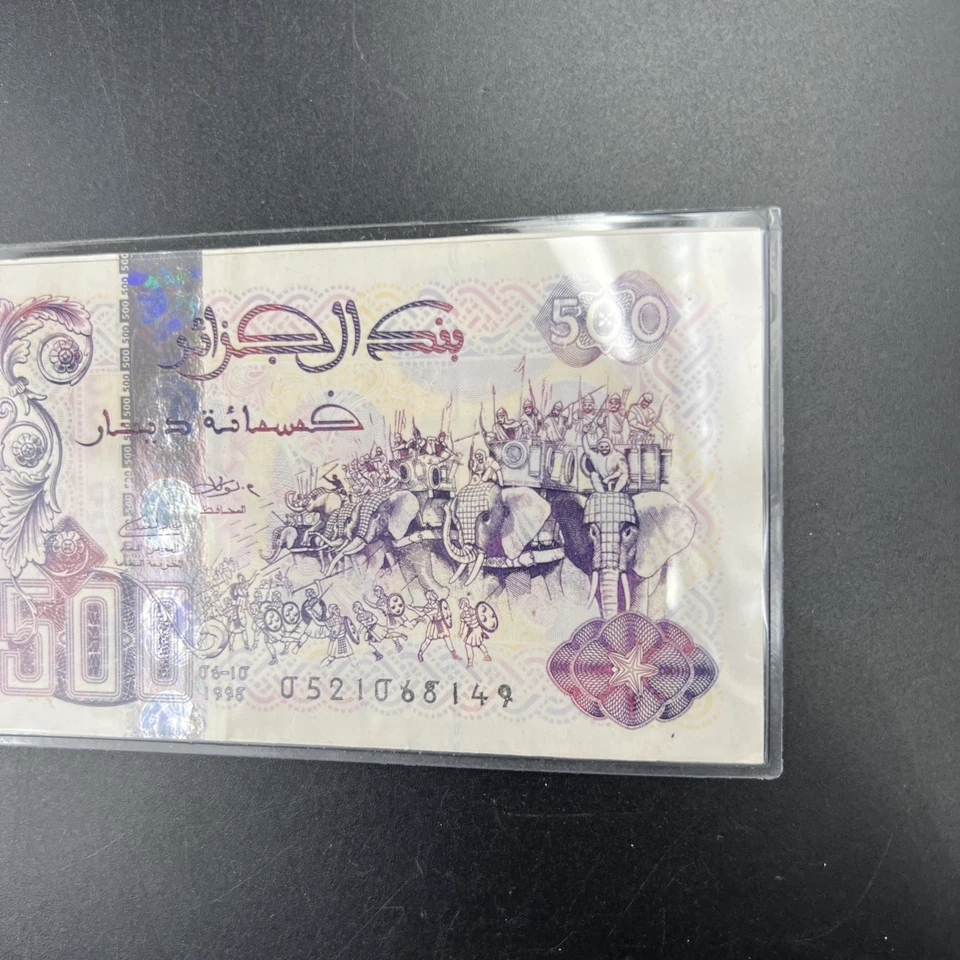 بنك الجزائر
500
خمسمائة دينار
المحافظ
500
06-10
1998
0521068149